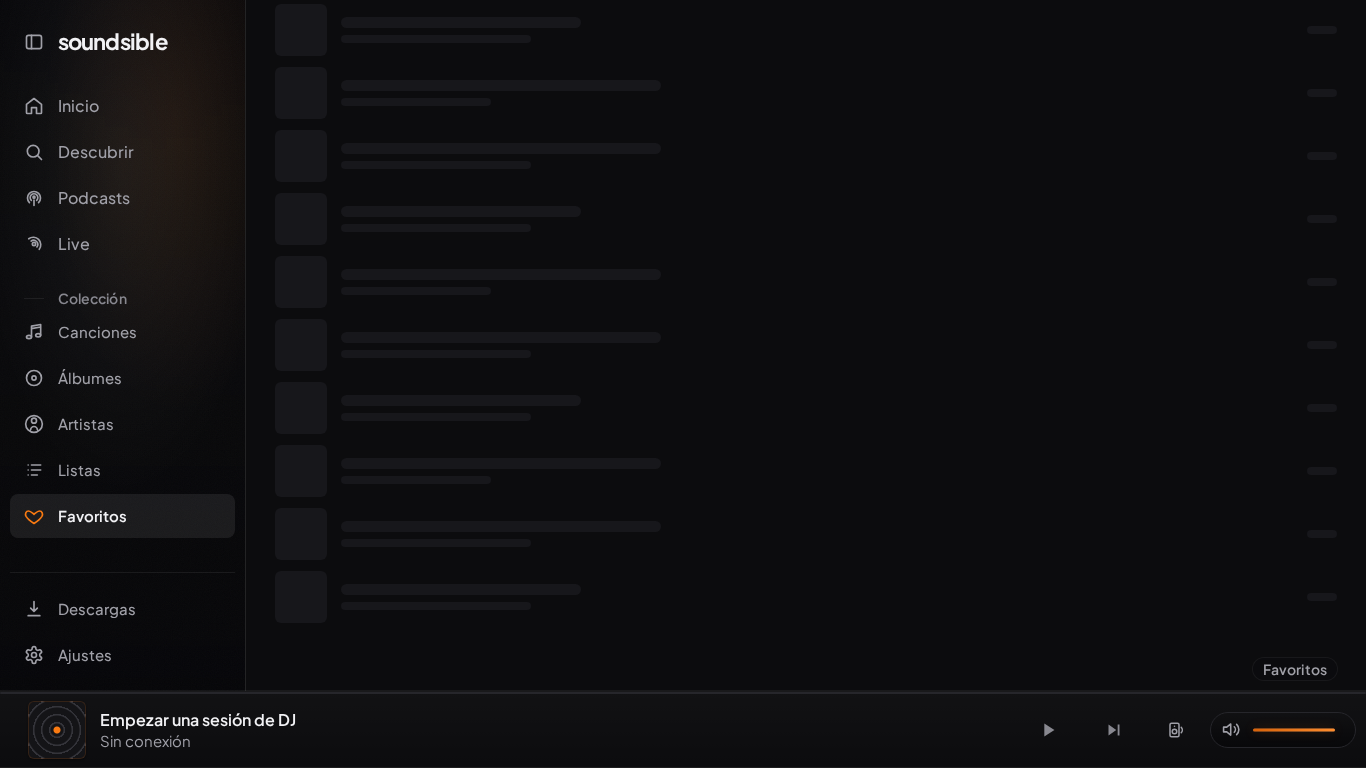 soundsible
Inicio
Descubrir
Podcasts
Live
Colección
Canciones
Álbumes
Artistas
Listas
Favoritos
Descargas
Ajustes
Favoritos
Empezar una sesión de DJ
Sin conexión